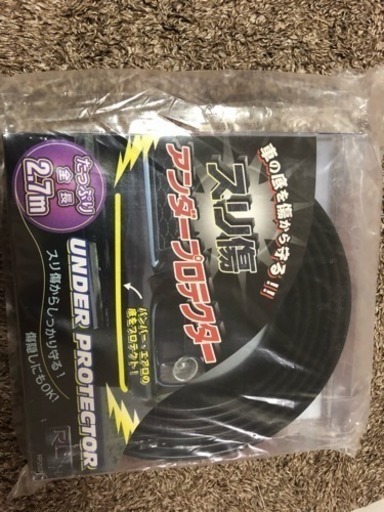 車の底を傷から守る!!!
スリ傷
アンダープロテクター
バンパー・エアロの
底をプロテクト!
たっぷり
全長
2.7m
UNDER PROTECTOR
スリ傷からしっかり守る!
傷隠しにもOK!